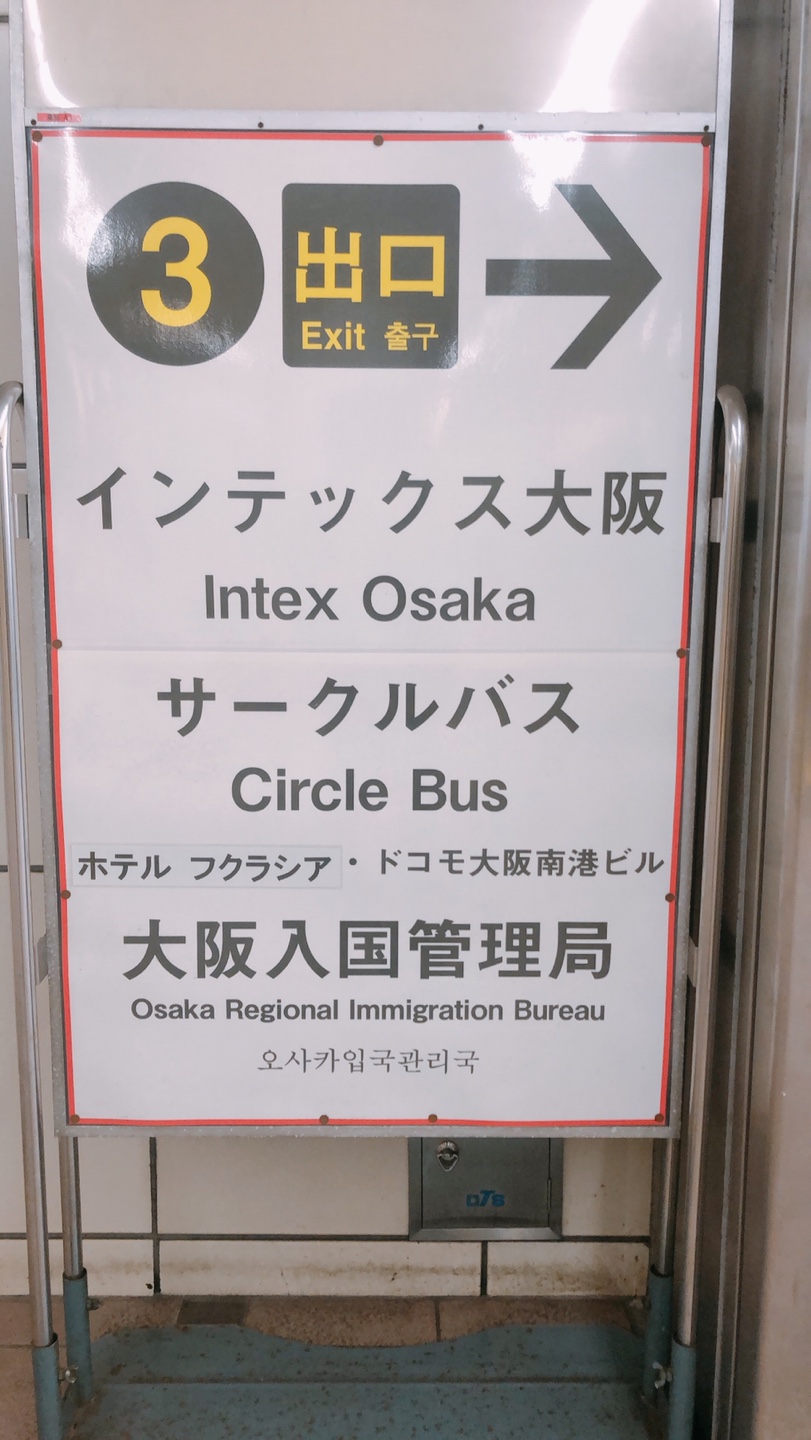 3 出口 Exit 출구 →
インテックス大阪
Intex Osaka
サークルバス
Circle Bus
ホテル フクラシア・ドコモ大阪南港ビル
大阪入国管理局
Osaka Regional Immigration Bureau
오사카입국관리국